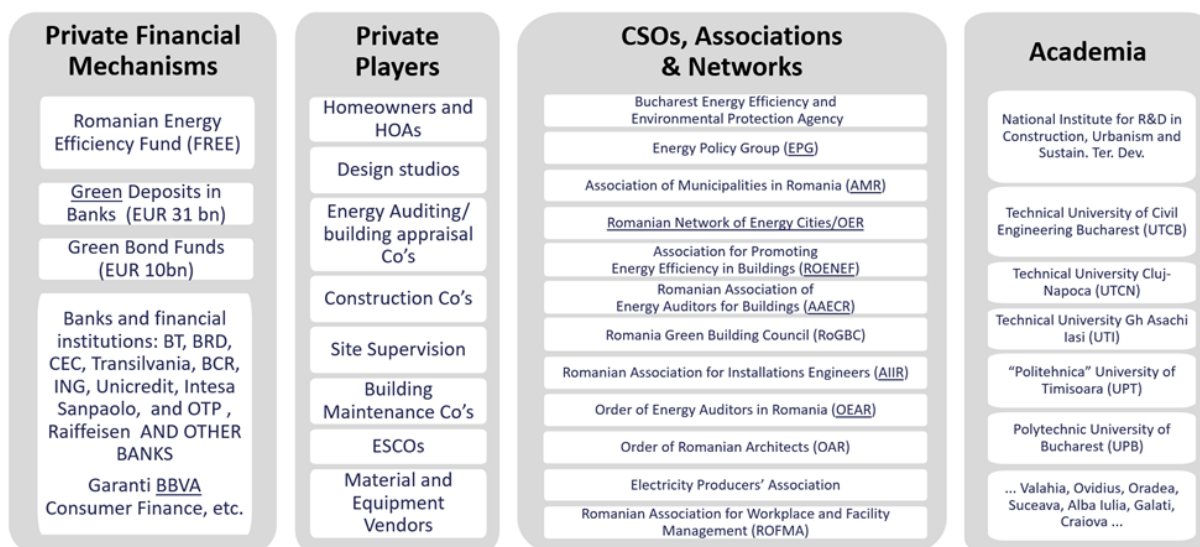 Private Financial
Mechanisms
Romanian Energy
Efficiency Fund (FREE)
Green Deposits in
Banks (EUR 31 bn)
Green Bond Funds
(EUR 10bn)
Banks and financial
institutions: BT, BRD,
CEC, Transilvania, BCR,
ING, Unicredit, Intesa
Sanpaolo, and OTP ,
Raiffeisen AND OTHER
BANKS
Garanti BBVA
Consumer Finance, etc.
Private
Players
Homeowners and
HOAs
Design studios
Energy Auditing/
building appraisal
Co’s
Construction Co’s
Site Supervision
Building
Maintenance Co’s
ESCOs
Material and
Equipment
Vendors
CSOs, Associations
& Networks
Bucharest Energy Efficiency and
Environmental Protection Agency
Energy Policy Group (EPG)
Association of Municipalities in Romania (AMR)
Romanian Network of Energy Cities/OER
Association for Promoting
Energy Efficiency in Buildings (ROENEF)
Romanian Association of
Energy Auditors for Buildings (AAECR)
Romania Green Building Council (RoGBC)
Romanian Association for Installations Engineers (AIIR)
Order of Energy Auditors in Romania (OEAR)
Order of Romanian Architects (OAR)
Electricity Producers’ Association
Romanian Association for Workplace and Facility
Management (ROFMA)
Academia
National Institute for R&D in
Construction, Urbanism and
Sustain. Ter. Dev.
Technical University of Civil
Engineering Bucharest (UTCB)
Technical University Cluj-
Napoca (UTCN)
Technical University Gh Asachi
Iasi (UTI)
“Politehnica” University of
Timisoara (UPT)
Polytechnic University of
Bucharest (UPB)
... Valahia, Ovidius, Oradea,
Suceava, Alba Iulia, Galati,
Craiova ...